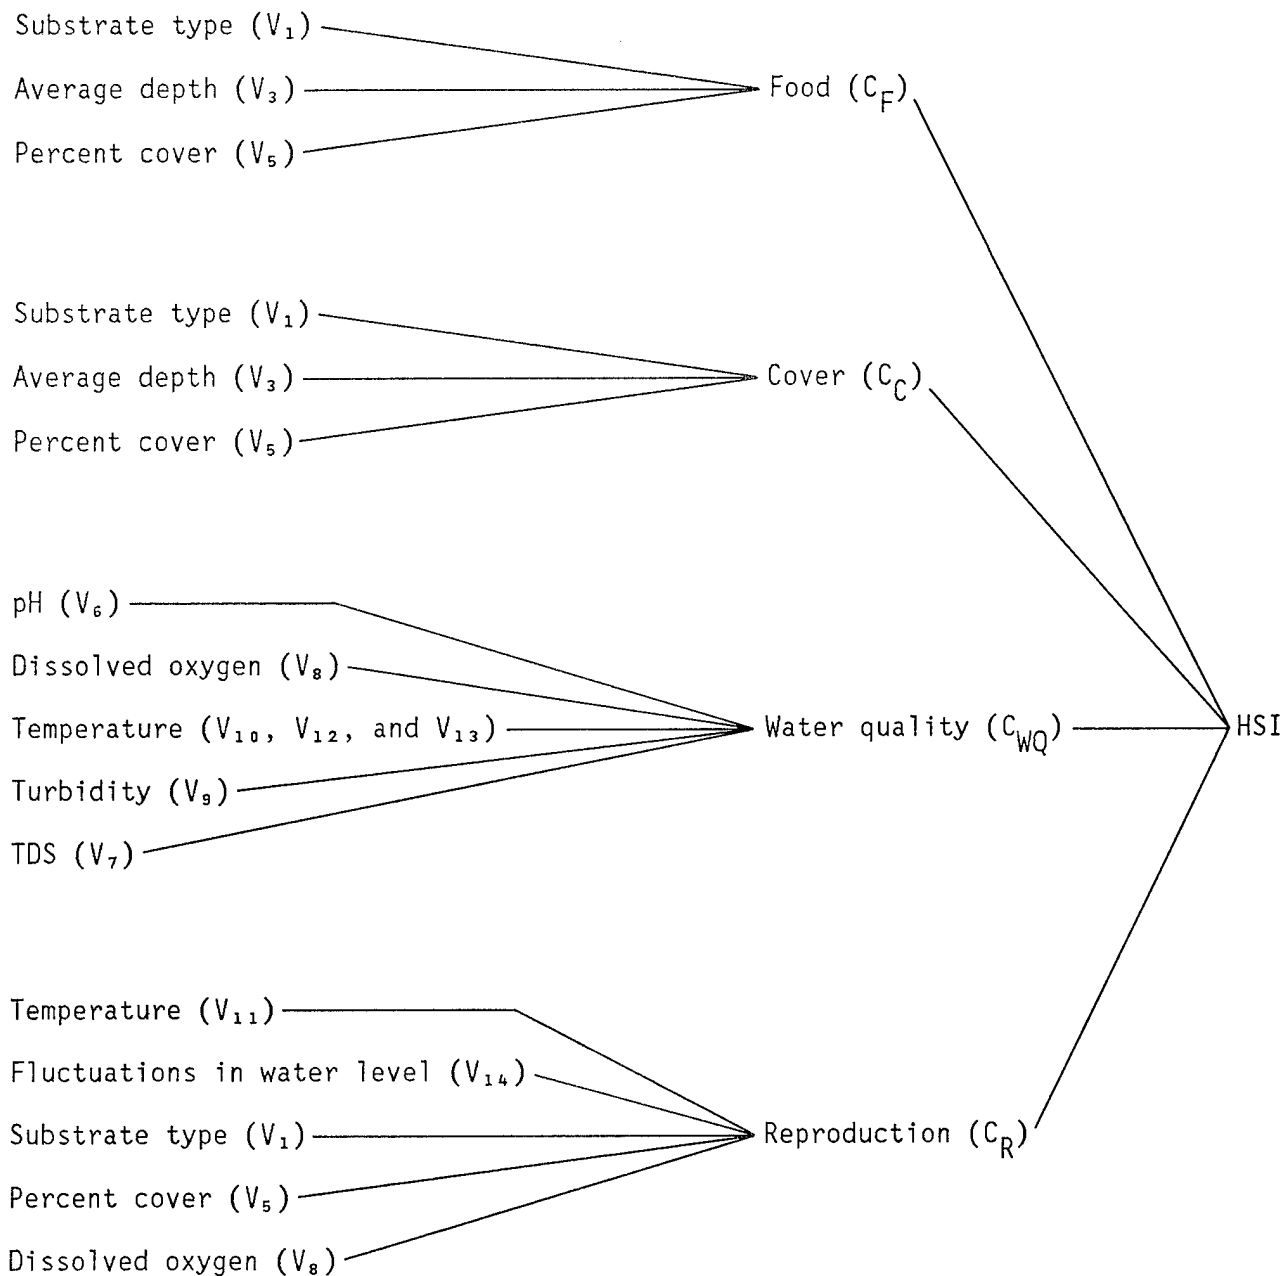 Substrate type (V₁)
Average depth (V₃)
Food (C_F)
Percent cover (V₅)
Substrate type (V₁)
Average depth (V₃)
Cover (C_C)
Percent cover (V₅)
pH (V₆)
Dissolved oxygen (V₈)
Temperature (V₁₀, V₁₂, and V₁₃)
Water quality (C_WQ)
HSI
Turbidity (V₉)
TDS (V₇)
Temperature (V₁₁)
Fluctuations in water level (V₁₄)
Substrate type (V₁)
Reproduction (C_R)
Percent cover (V₅)
Dissolved oxygen (V₈)